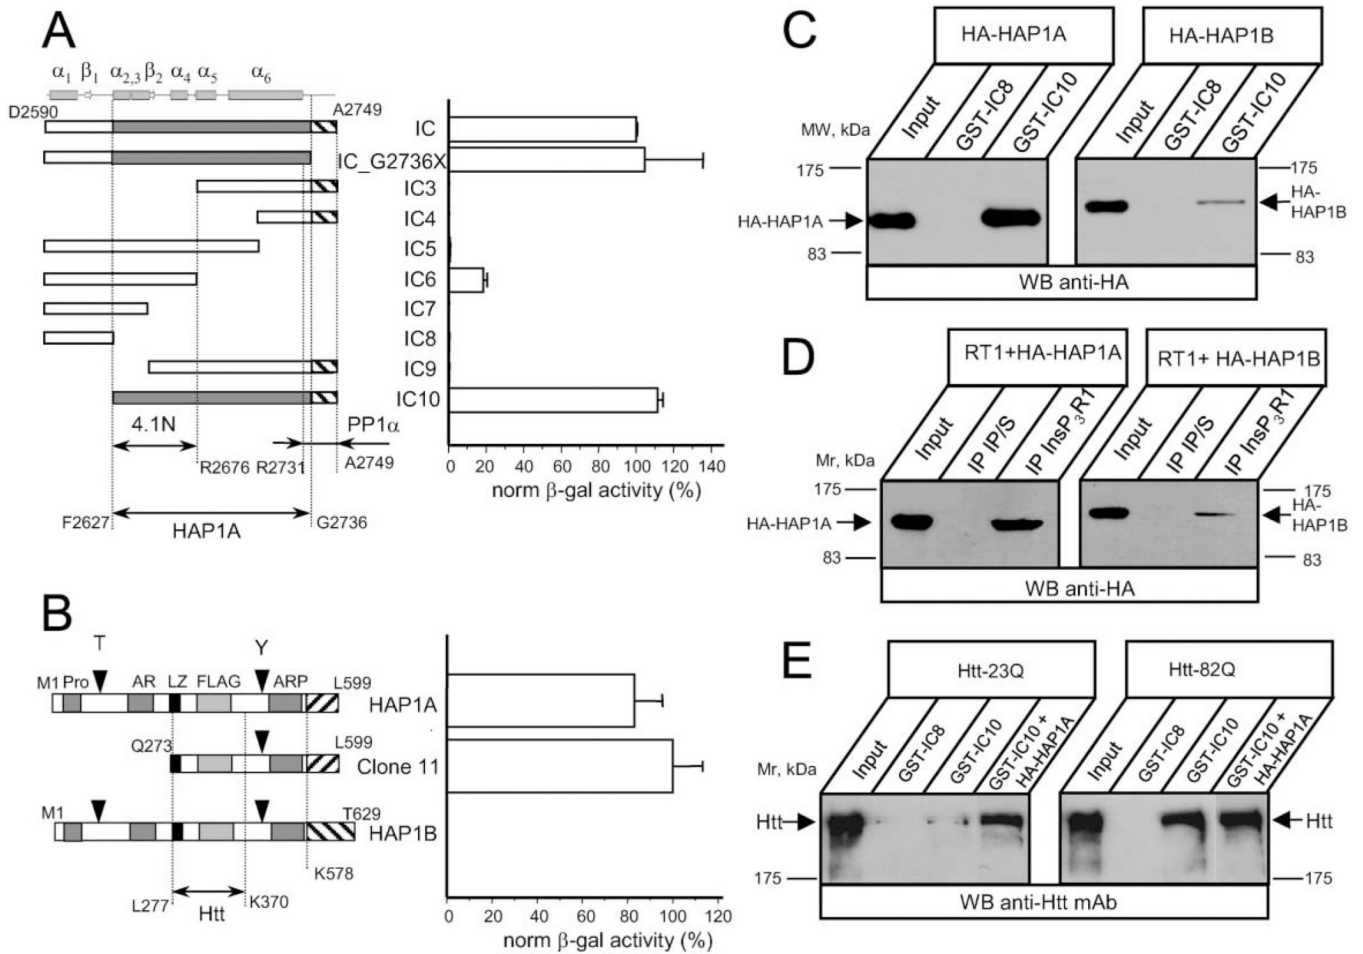 A
α1 β1 α2,3 β2 α4 α5 α6
D2590 A2749
IC
IC_G2736X
IC3
IC4
IC5
IC6
IC7
IC8
IC9
IC10
4.1N PP1α
R2676 R2731 A2749
F2627 HAP1A G2736
0 20 40 60 80 100 120 140
norm β-gal activity (%)
B
T Y
M1 Pro AR LZ FLAG ARP L599
HAP1A
Q273 L599
Clone 11
M1 T629
HAP1B
K578
L277 Htt K370
0 20 40 60 80 100 120
norm β-gal activity (%)
C
HA-HAP1A HA-HAP1B
Input GST-IC8 GST-IC10 Input GST-IC8 GST-IC10
MW, kDa
175 175
HA-HAP1A HA-
HAP1B
83 83
WB anti-HA
D
RT1+HA-HAP1A RT1+ HA-HAP1B
Input IP IP/S IP InsP3R1 Input IP IP/S IP InsP3R1
Mr, kDa
175 175
HA-HAP1A HA-
HAP1B
83 83
WB anti-HA
E
Htt-23Q Htt-82Q
Input GST-IC8 GST-IC10 GST-IC10 + HA-HAP1A Input GST-IC8 GST-IC10 GST-IC10 + HA-HAP1A
Mr, kDa
Htt Htt
175 175
WB anti-Htt mAb